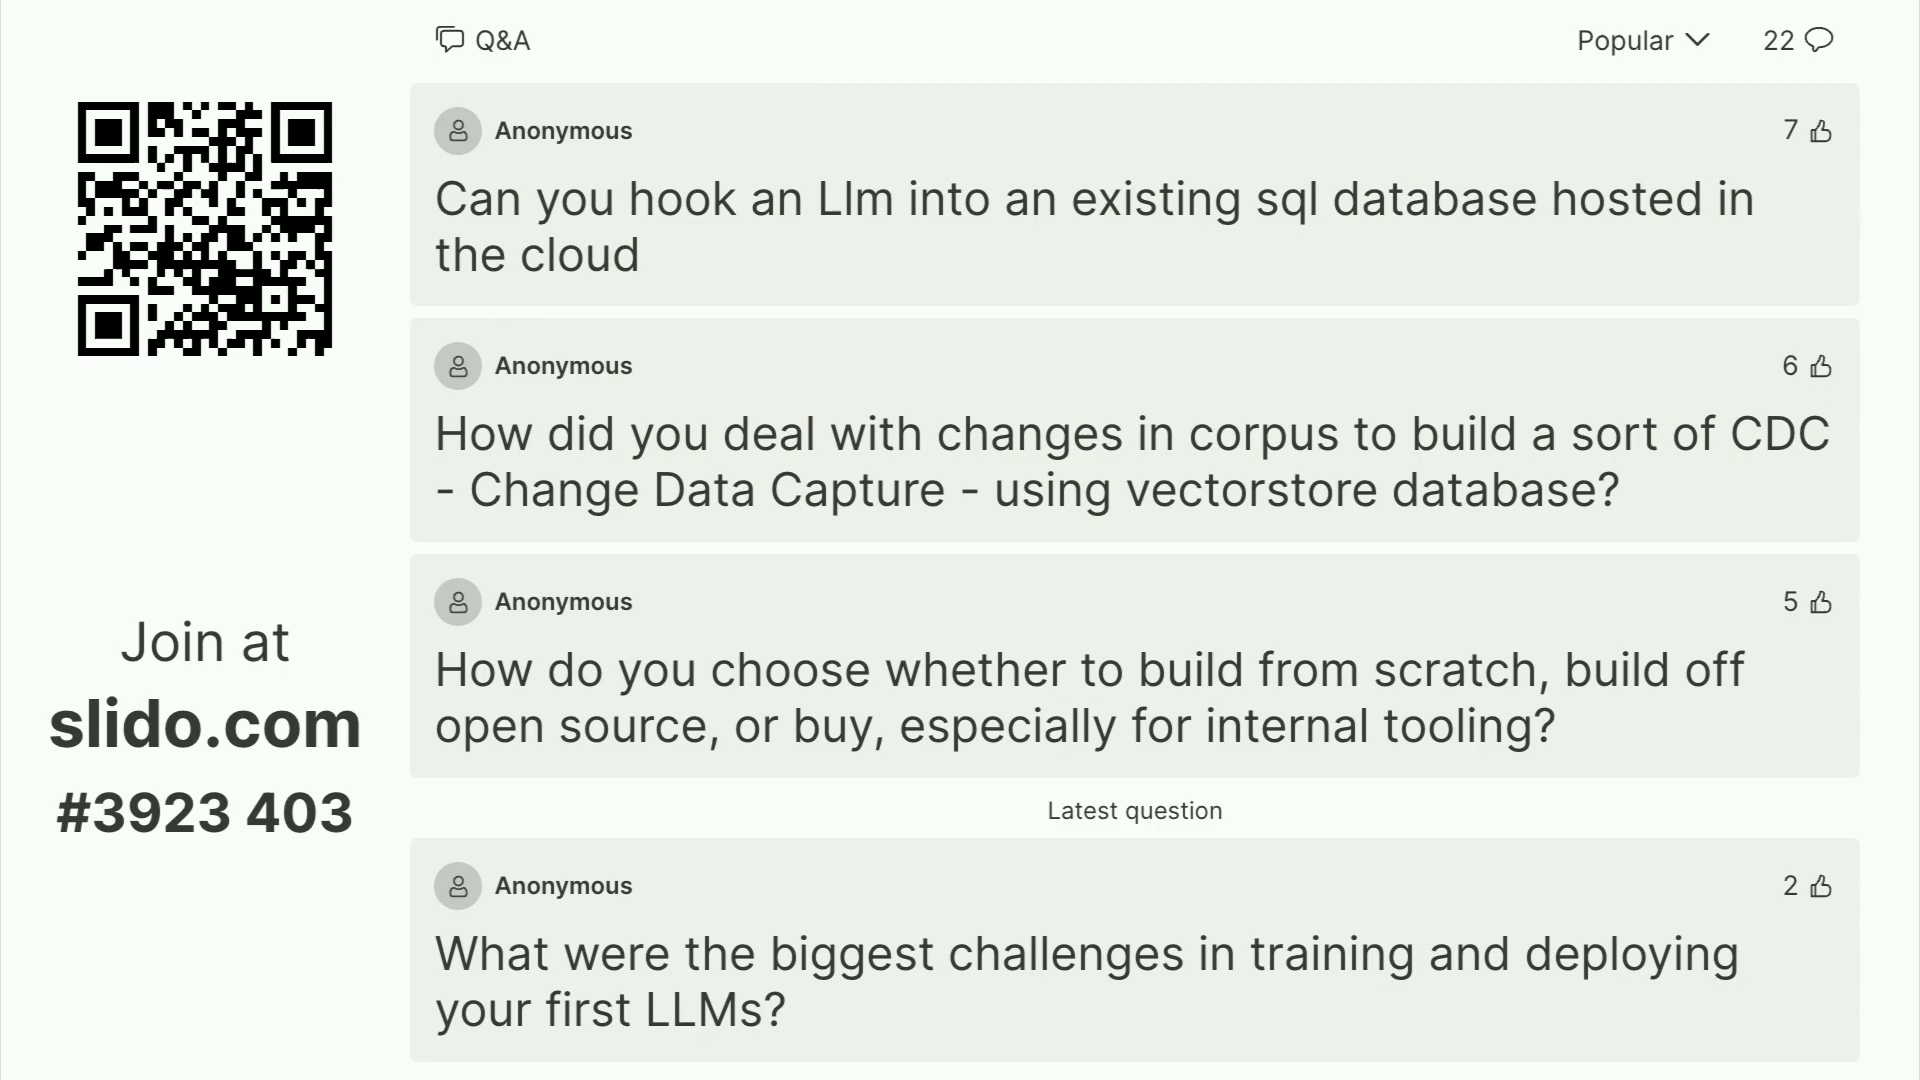 Q&A
Popular
22
Anonymous
7
Can you hook an Llm into an existing sql database hosted in
the cloud
Anonymous
6
How did you deal with changes in corpus to build a sort of CDC
- Change Data Capture - using vectorstore database?
Anonymous
5
How do you choose whether to build from scratch, build off
open source, or buy, especially for internal tooling?
Latest question
Anonymous
2
What were the biggest challenges in training and deploying
your first LLMs?
Join at
slido.com
#3923 403